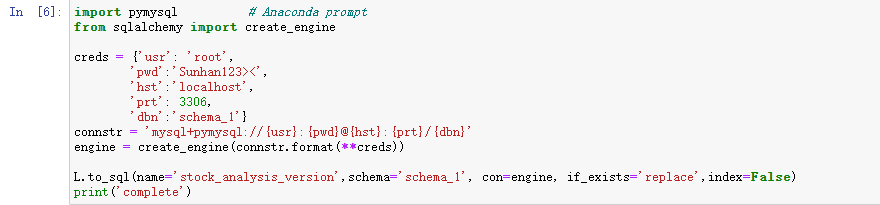 In [6]: import pymysql # Anaconda prompt
from sqlalchemy import create_engine
creds = {'usr': 'root',
'pwd':'Sunhan123><',
'hst':'localhost',
'prt': 3306,
'dbn':'schema_1'}
connstr = 'mysql+pymysql://{usr}:{pwd}@{hst}:{prt}/{dbn}'
engine = create_engine(connstr.format(**creds))
L.to_sql(name='stock_analysis_version',schema='schema_1', con=engine, if_exists='replace',index=False)
print('complete')